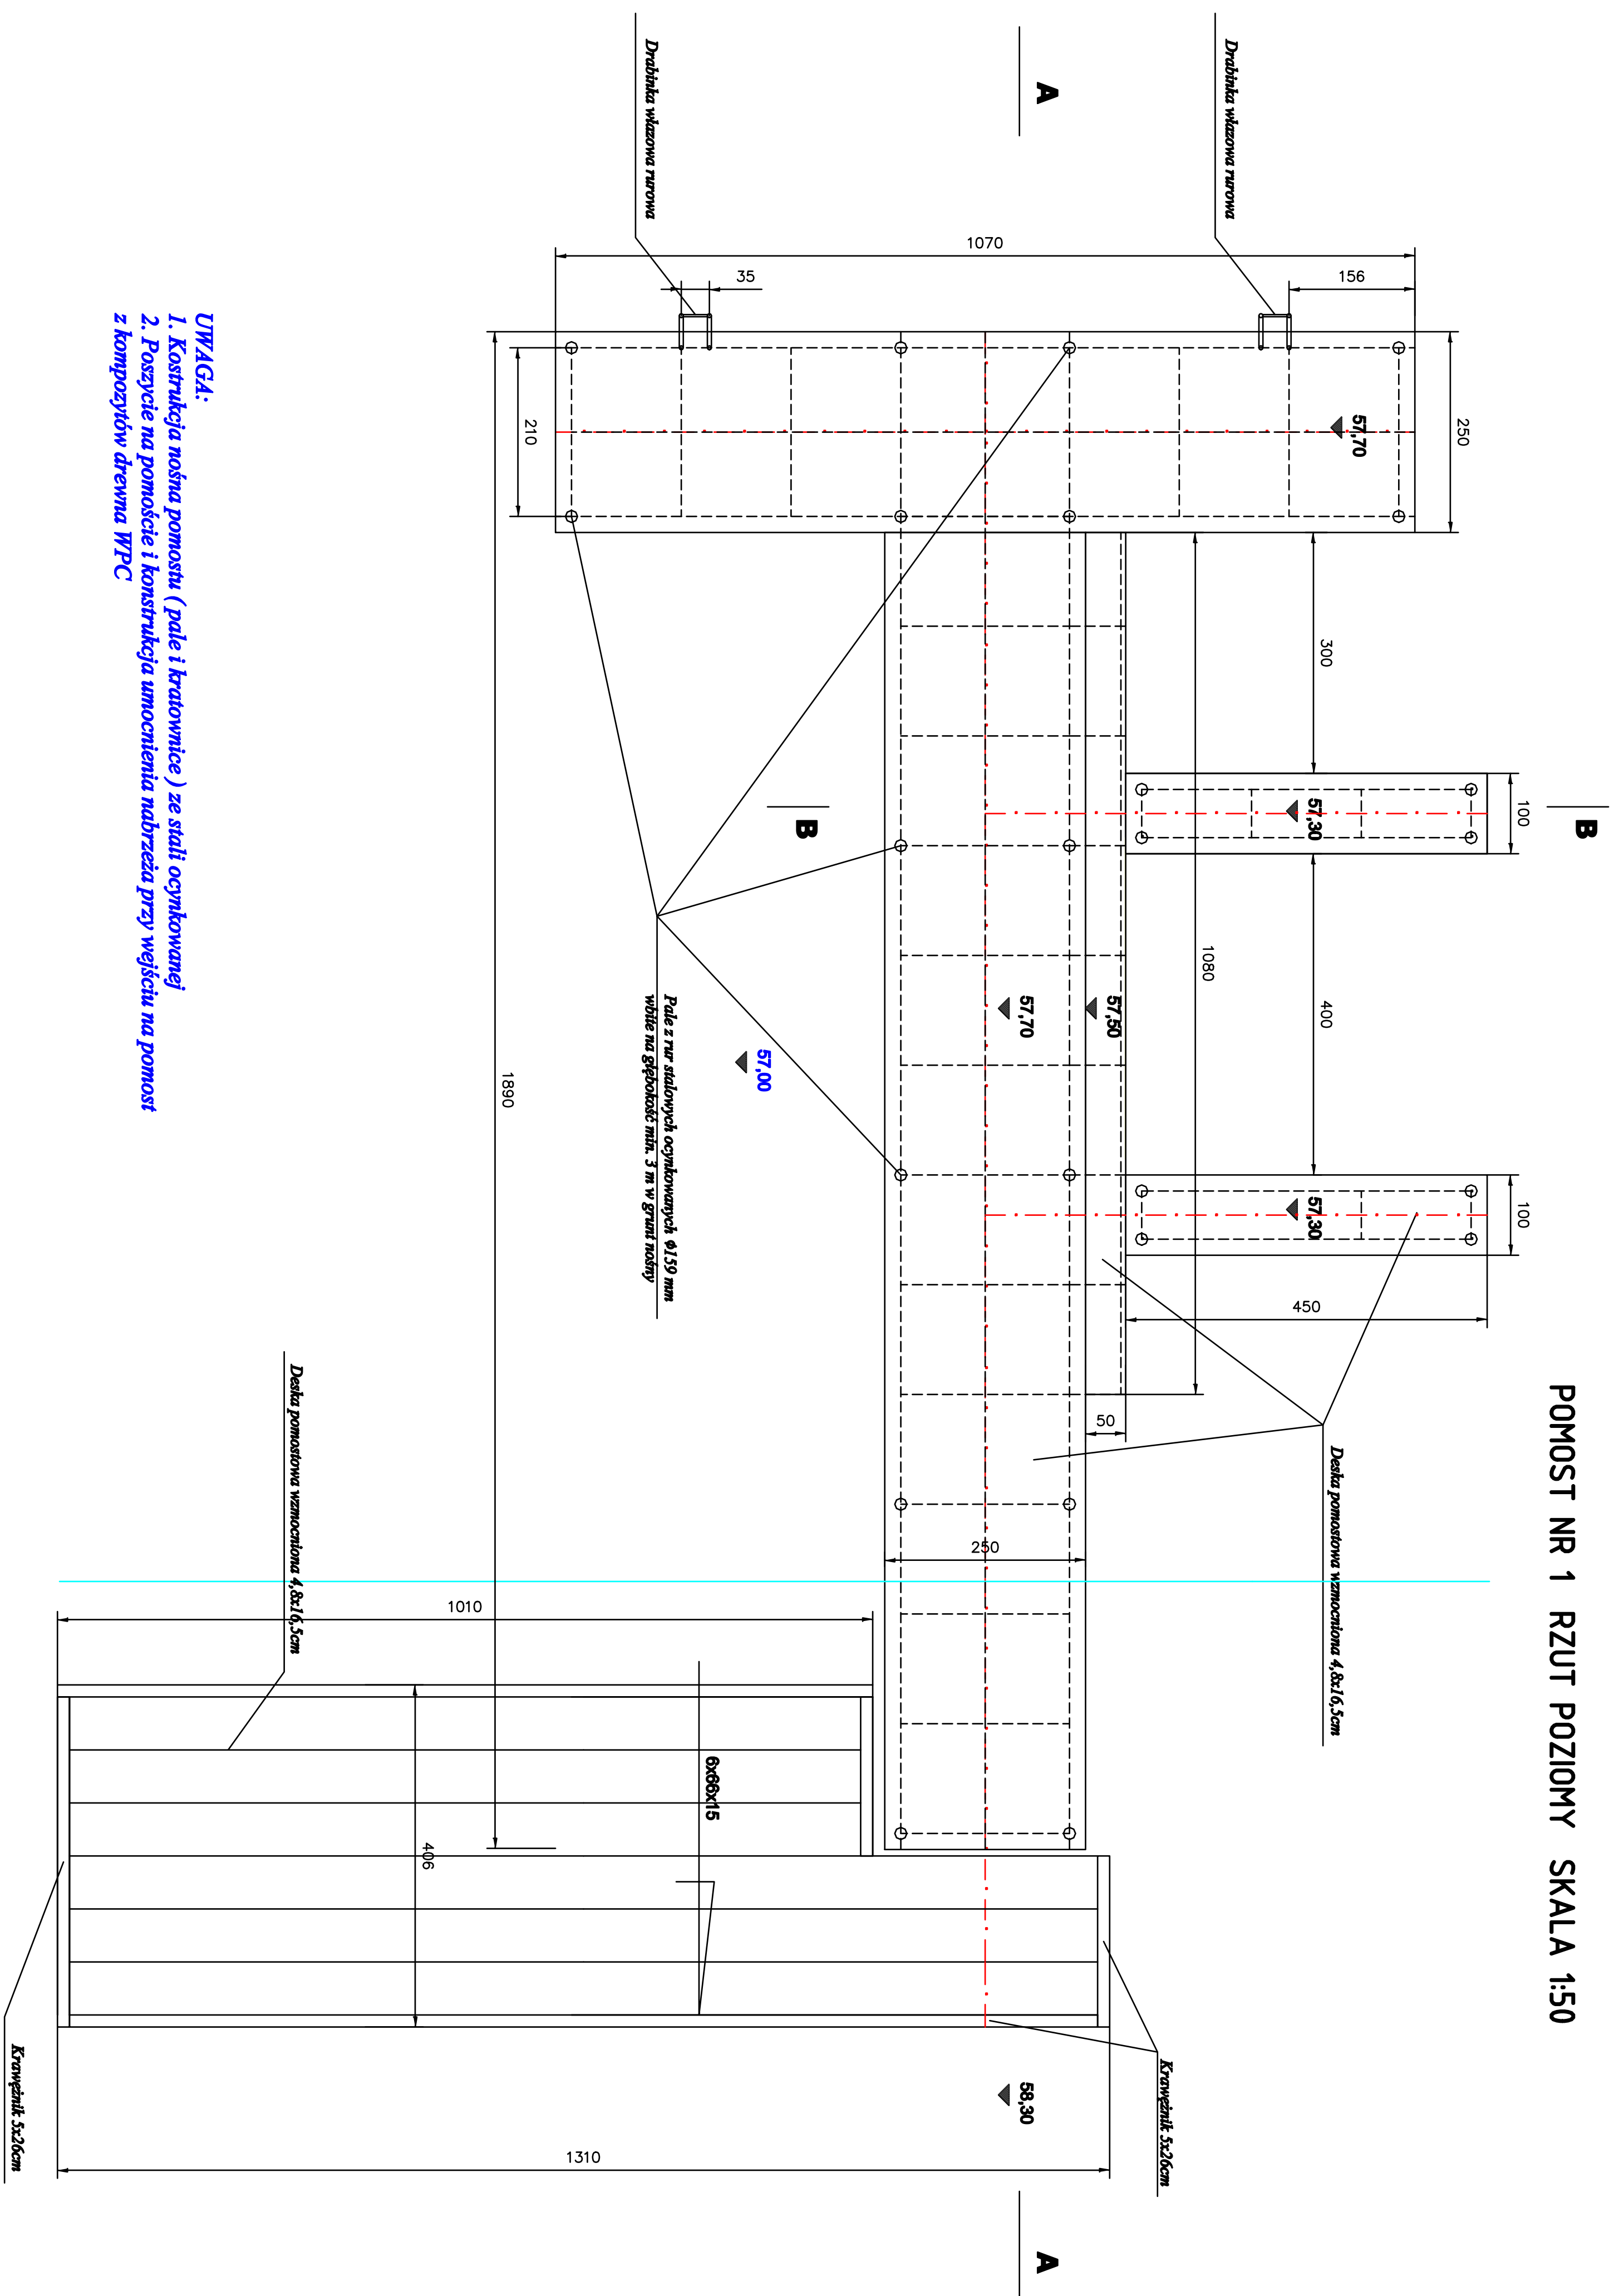 POMOST NR 1 RZUT POZIOMY SKALA 1:50
B
100
100
250
57,70
300
57,30
400
57,30
450
156
Drabinka włazowa rurowa
1080
50
Deska pomostowa wzmocniona 4,8x16,5cm
57,50
57,70
1070
A
A
58,30
Krawężnik 5x26cm
250
B
57,00
35
Drabinka włazowa rurowa
Pale z rur stalowych ocynkowanych ϕ159 mm
wbite na głębokość min. 3 m w grunt nośny
6x66x15
210
1890
1010
406
1310
Deska pomostowa wzmocniona 4,8x16,5cm
Krawężnik 5x26cm
UWAGA:
1. Kostrukcja nośna pomostu ( pale i kratownice ) ze stali ocynkowanej
2. Poszycie na pomoście i konstrukcja umocnienia nabrzeża przy wejściu na pomost
z kompozytów drewna WPC